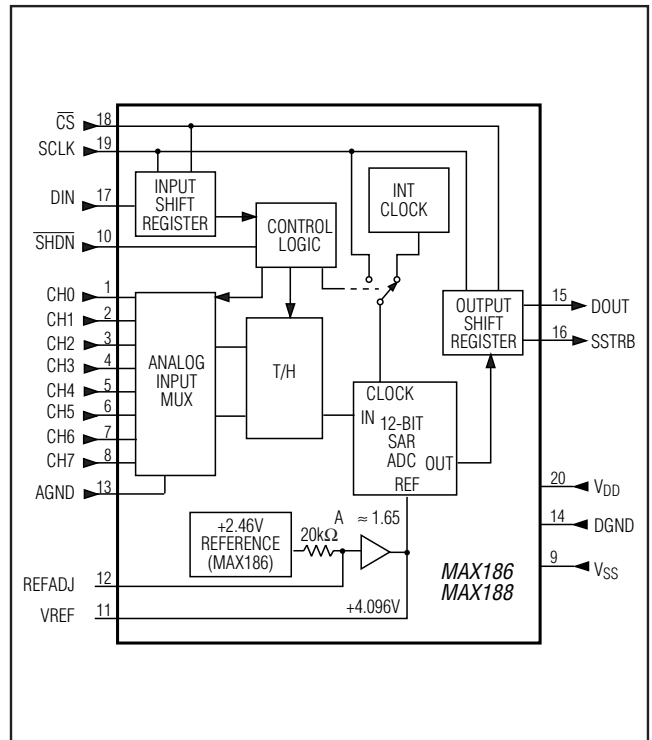 CS 18
SCLK 19
DIN 17
SHDN 10
CH0 1
CH1 2
CH2 3
CH3 4
CH4 5
CH5 6
CH6 7
CH7 8
AGND 13
REFADJ 12
VREF 11
INPUT
SHIFT
REGISTER
CONTROL
LOGIC
INT
CLOCK
ANALOG
INPUT
MUX
T/H
CLOCK
IN
12-BIT
SAR
ADC
OUT
REF
OUTPUT
SHIFT
REGISTER
15 DOUT
16 SSTRB
20 VDD
14 DGND
9 VSS
+2.46V
REFERENCE
(MAX186)
20kΩ
A ≈ 1.65
+4.096V
MAX186
MAX188